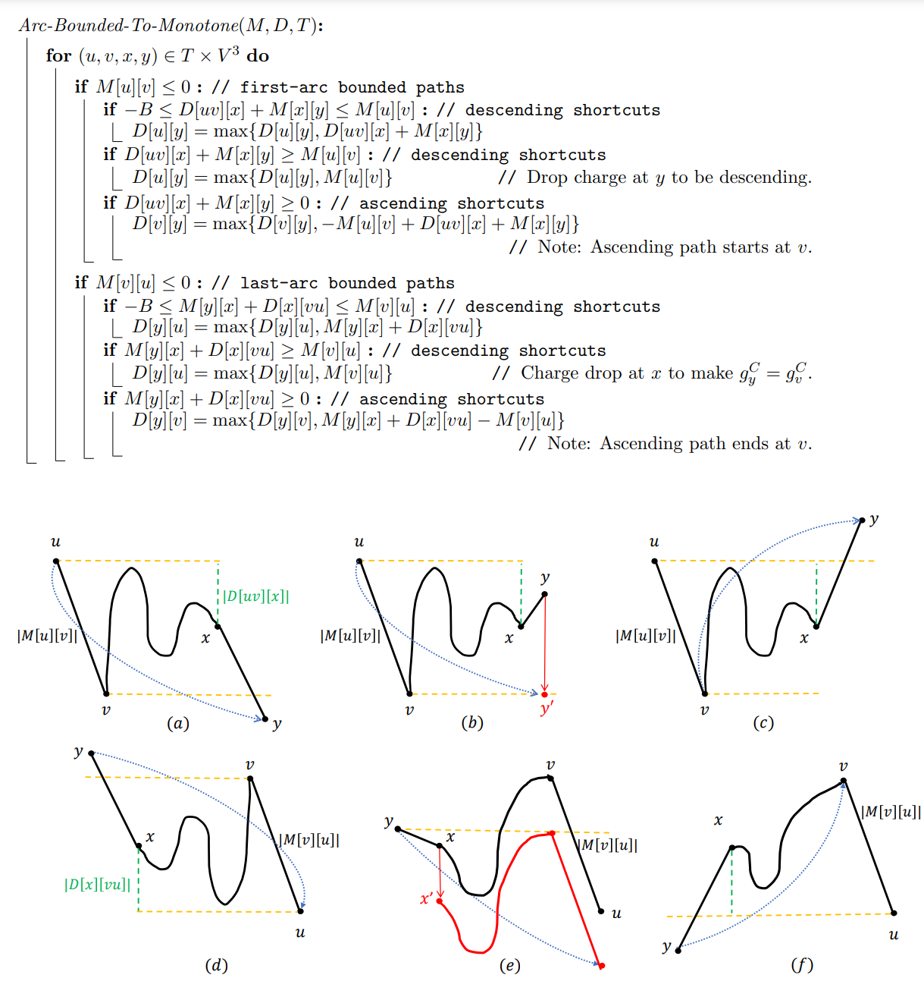 Arc-Bounded-To-Monotone(M, D, T):
for (u, v, x, y) ∈ T × V³ do
if M[u][v] ≤ 0 : // first-arc bounded paths
if −B ≤ D[uv][x] + M[x][y] ≤ M[u][v] : // descending shortcuts
D[u][y] = max{D[u][y], D[uv][x] + M[x][y]}
if D[uv][x] + M[x][y] ≥ M[u][v] : // descending shortcuts
D[u][y] = max{D[u][y], M[u][v]} // Drop charge at y to be descending.
if D[uv][x] + M[x][y] ≥ 0 : // ascending shortcuts
D[v][y] = max{D[v][y], −M[u][v] + D[uv][x] + M[x][y]}
// Note: Ascending path starts at v.
if M[v][u] ≤ 0 : // last-arc bounded paths
if −B ≤ M[y][x] + D[x][vu] ≤ M[v][u] : // descending shortcuts
D[y][u] = max{D[y][u], M[y][x] + D[x][vu]}
if M[y][x] + D[x][vu] ≥ M[v][u] : // descending shortcuts
D[y][u] = max{D[y][u], M[v][u]} // Charge drop at x to make g_y^C = g_v^C.
if M[y][x] + D[x][vu] ≥ 0 : // ascending shortcuts
D[y][v] = max{D[y][v], M[y][x] + D[x][vu] − M[v][u]}
// Note: Ascending path ends at v.
u
|D[uv][x]|
|M[u][v]|
x
v
y
(a)
u
y
|M[u][v]|
x
v
y′
(b)
y
u
|M[u][v]|
x
v
(c)
y
v
x
|M[v][u]|
|D[x][vu]|
u
(d)
v
y
x
|M[v][u]|
x′
u
(e)
v
x
|M[v][u]|
y
u
(f)